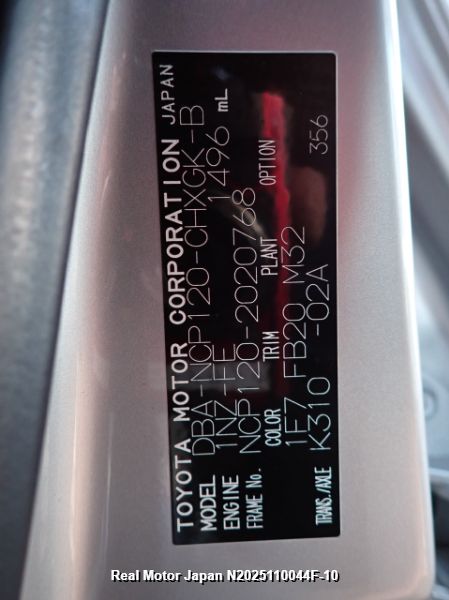 TOYOTA MOTOR CORPORATION JAPAN
MODEL DBA-NCP120-CHXGK-B
ENGINE 1NZ-FE 1496 mL
FRAME No. NCP120-2020768
COLOR TRIM PLANT OPTION
1F7 FB20 M32
TRANS./AXLE K310 -02A 356
Real Motor Japan N2025110044F-10